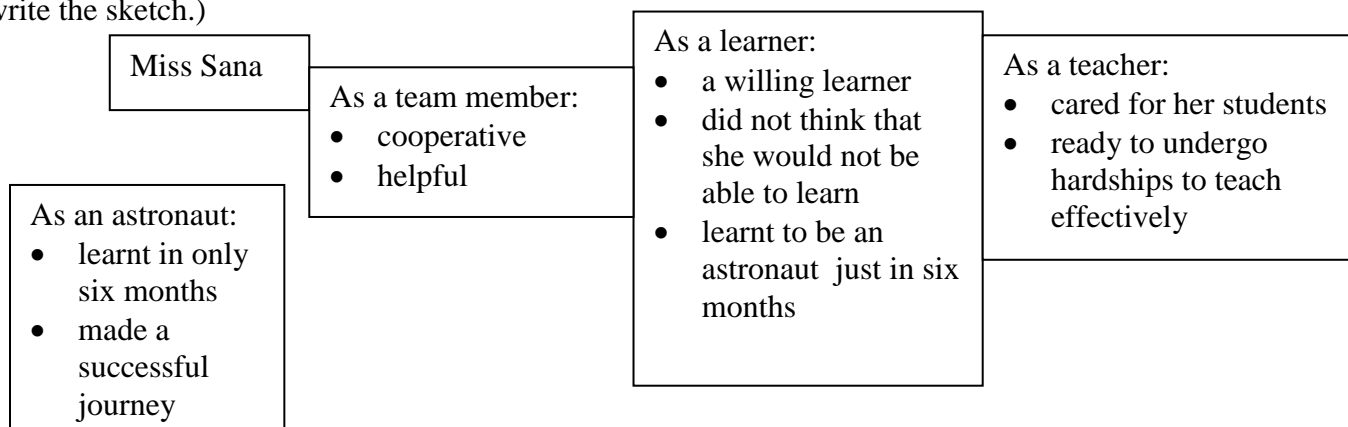 write the sketch.)
Miss Sana
As a team member:
• cooperative
• helpful
As a learner:
• a willing learner
• did not think that
she would not be
able to learn
• learnt to be an
astronaut just in six
months
As a teacher:
• cared for her students
• ready to undergo
hardships to teach
effectively
As an astronaut:
• learnt in only
six months
• made a
successful
journey